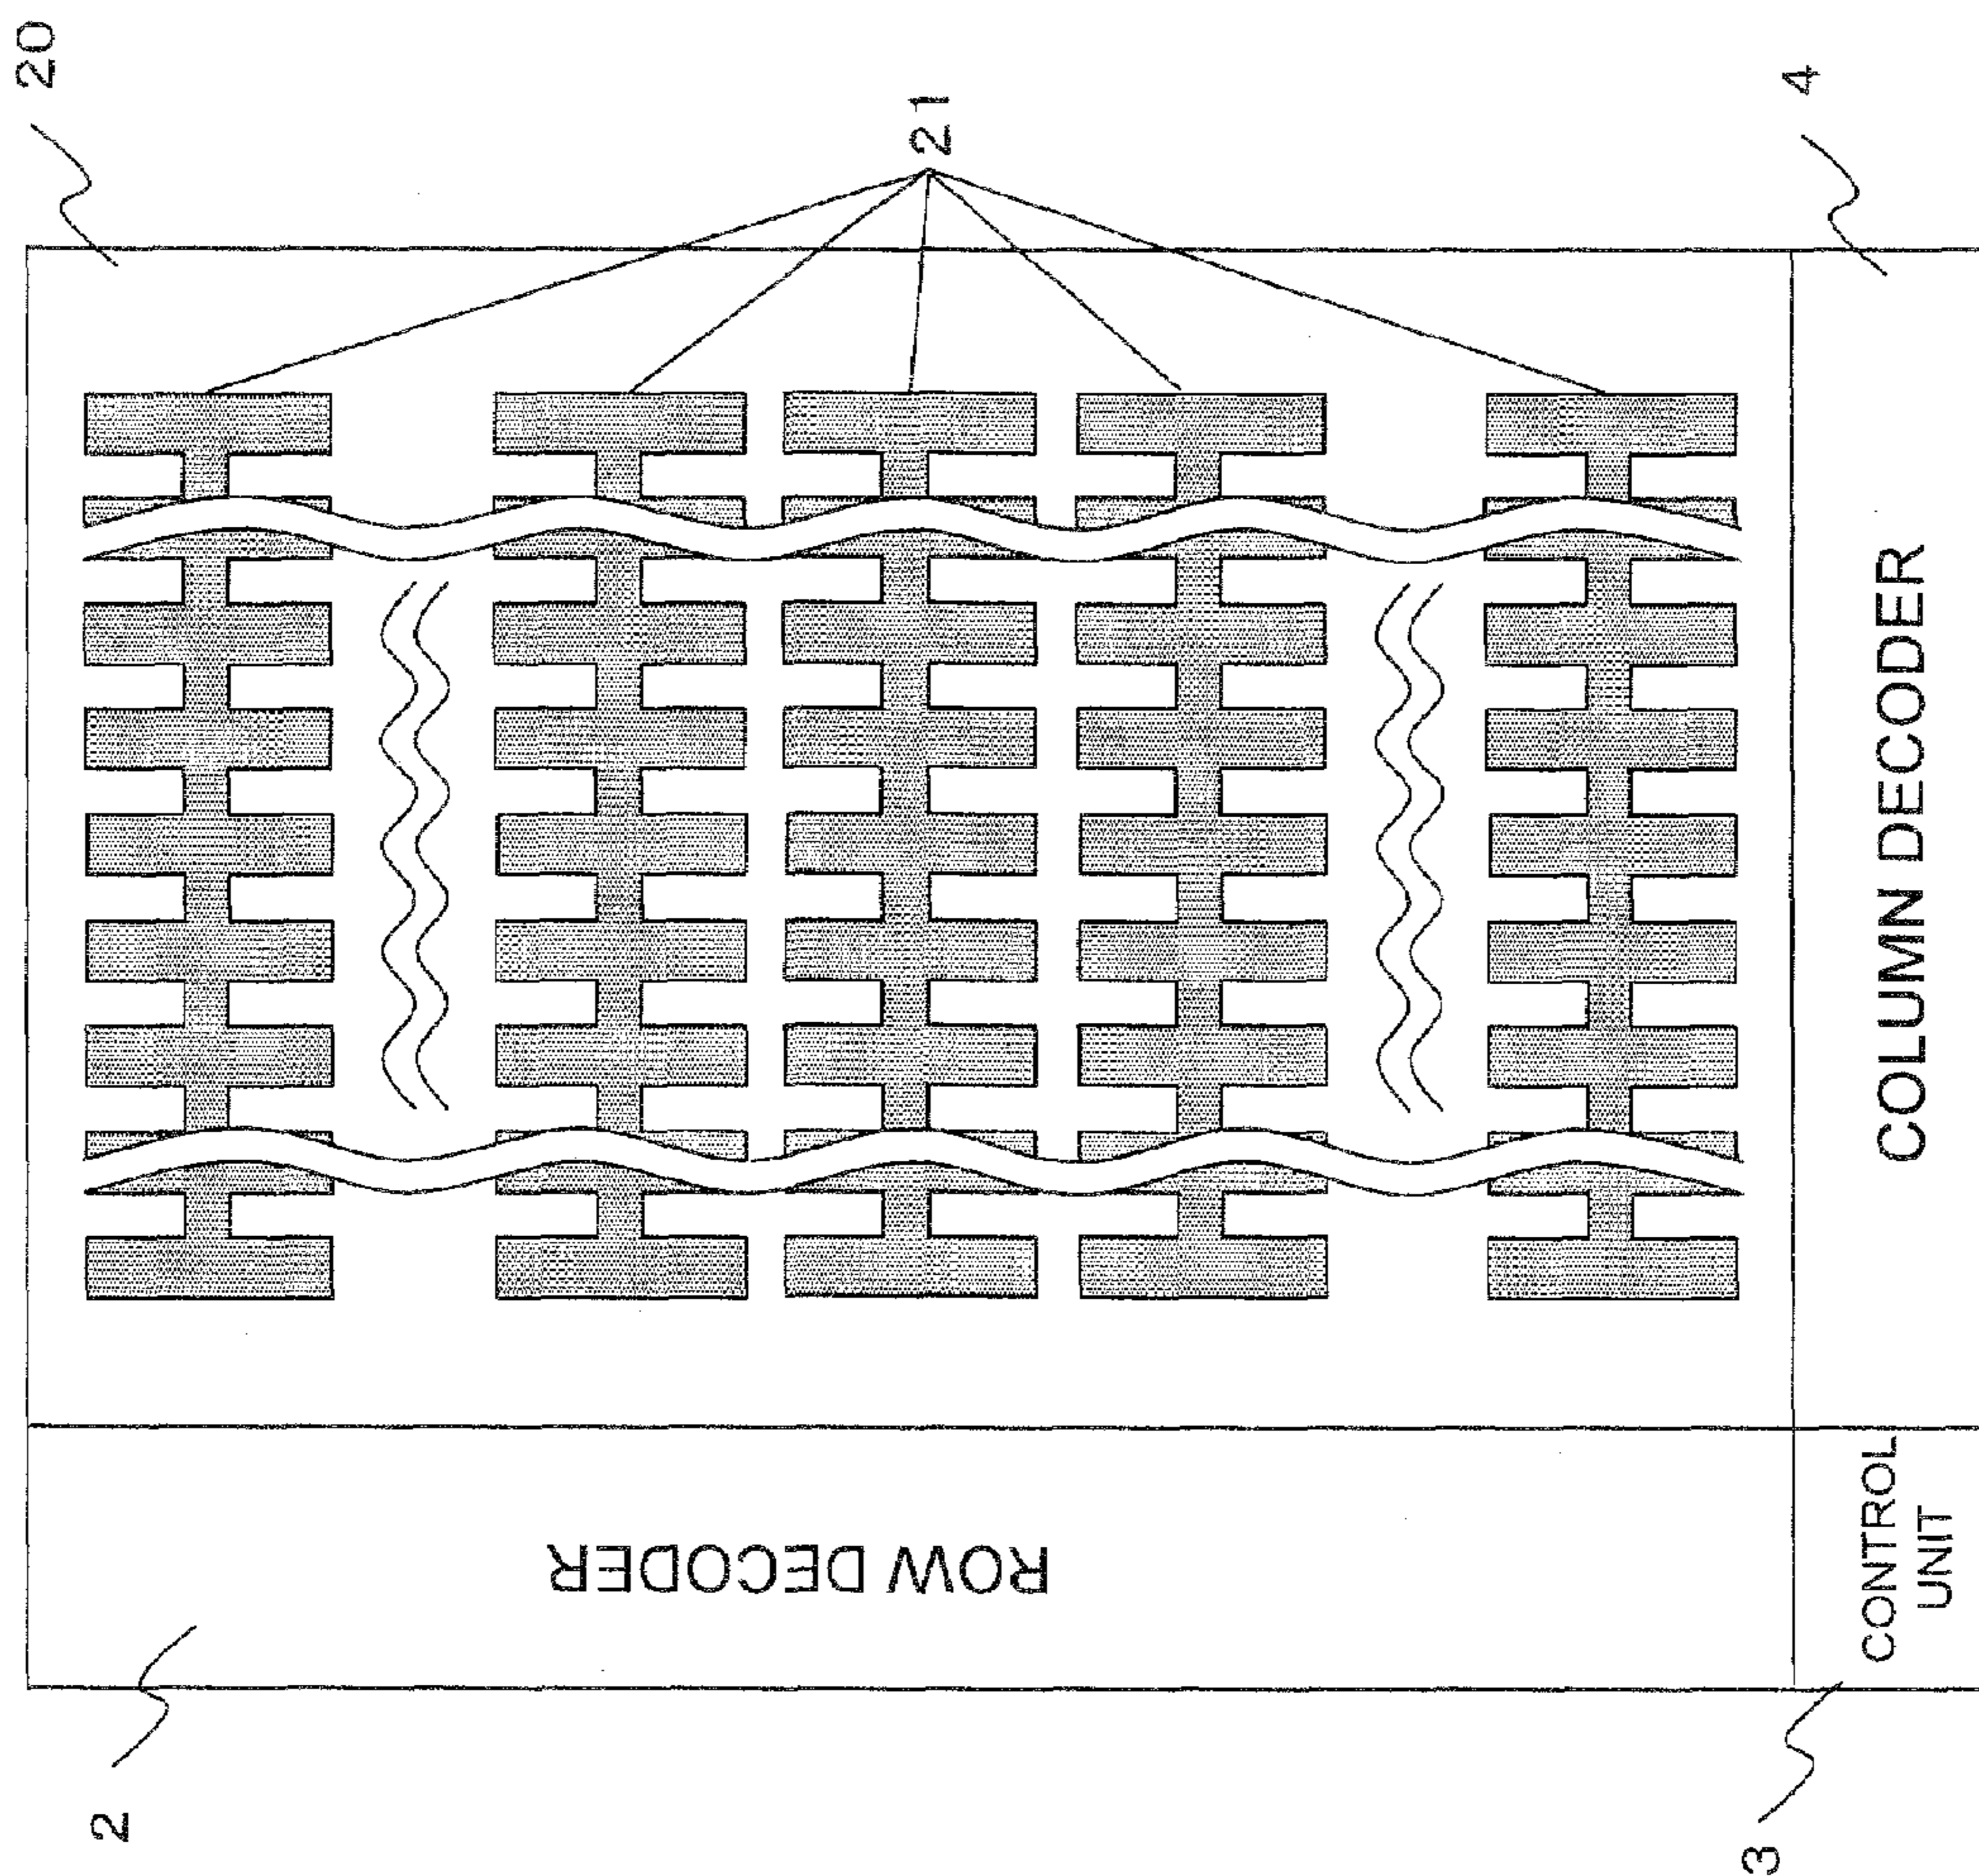 20
21
4
COLUMN DECODER
ROW DECODER
CONTROL
UNIT
2
3